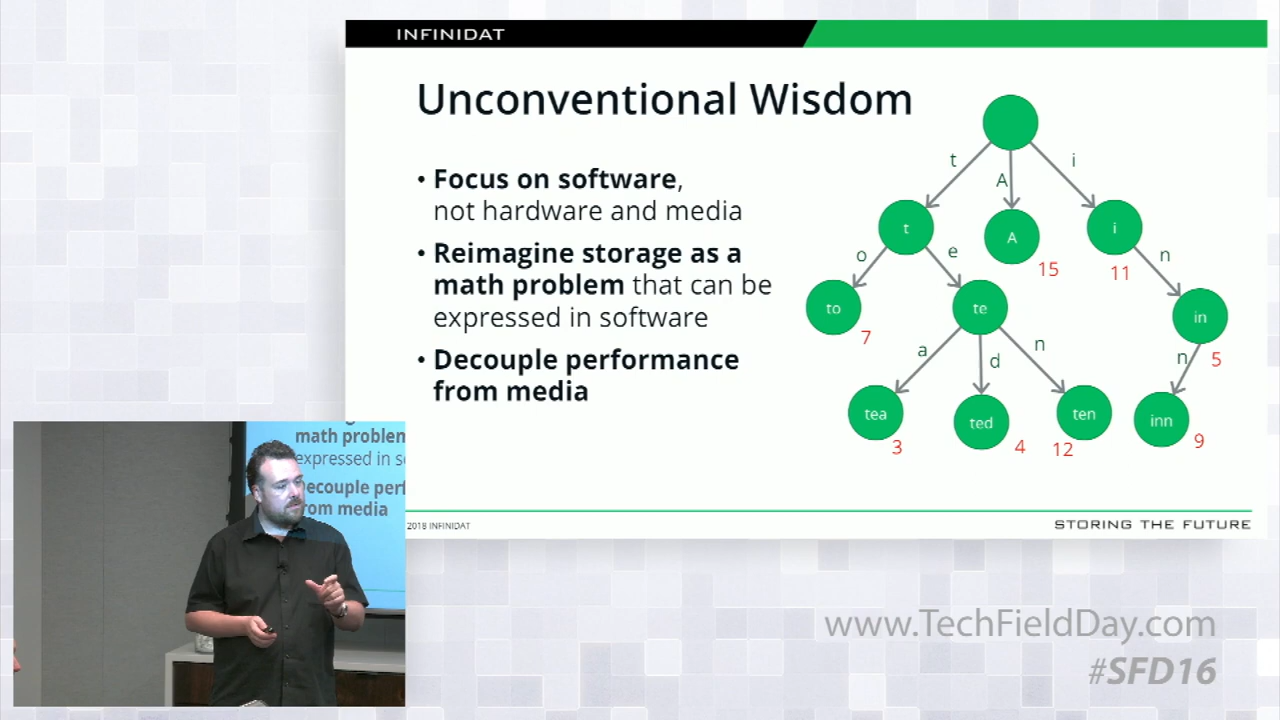 INFINIDAT
Unconventional Wisdom
• Focus on software,
not hardware and media
• Reimagine storage as a
math problem that can be
expressed in software
• Decouple performance
from media
t
A
i
t
A
i
15
11
o
e
n
to
te
in
7
5
a
d
n
n
tea
ted
ten
inn
3
4
12
9
2018 INFINIDAT
STORING THE FUTURE
math problem
expressed in so
ecouple perf
rom media
www.TechFieldDay.com
#SFD16